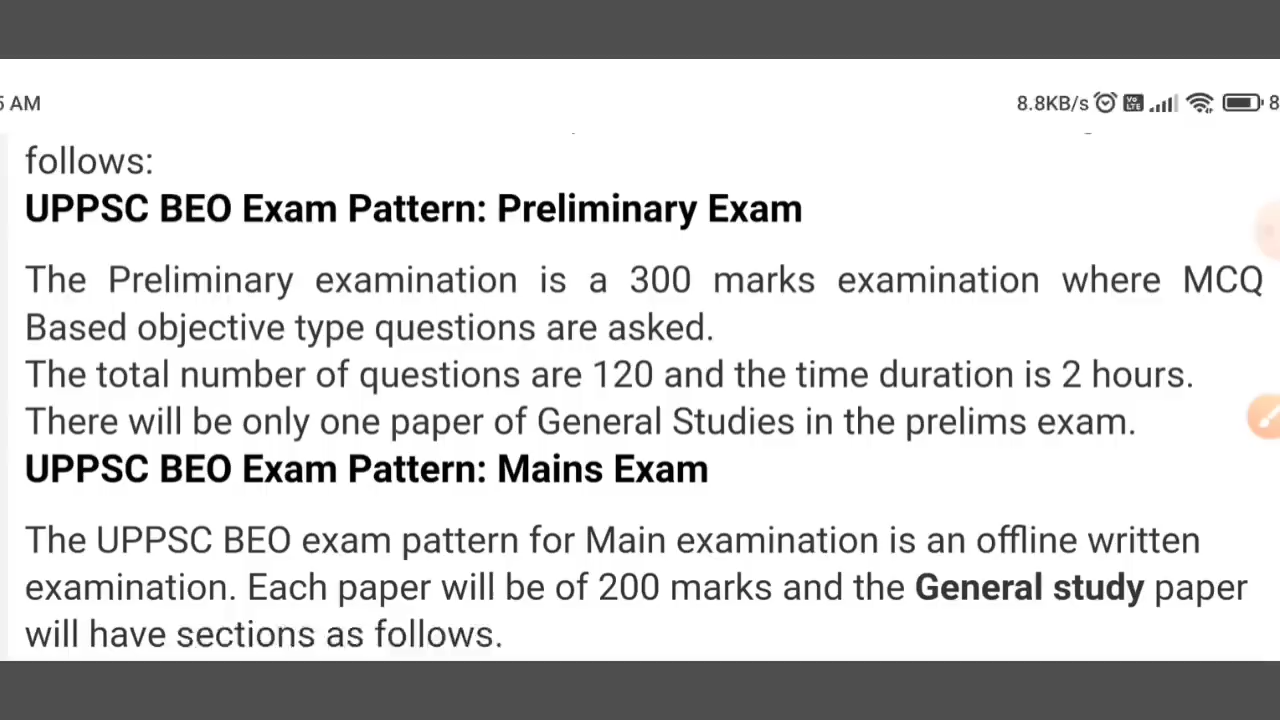 5 AM 8.8KB/s Vo LTE 8
follows:
UPPSC BEO Exam Pattern: Preliminary Exam
The Preliminary examination is a 300 marks examination where MCQ
Based objective type questions are asked.
The total number of questions are 120 and the time duration is 2 hours.
There will be only one paper of General Studies in the prelims exam.
UPPSC BEO Exam Pattern: Mains Exam
The UPPSC BEO exam pattern for Main examination is an offline written
examination. Each paper will be of 200 marks and the General study paper
will have sections as follows.